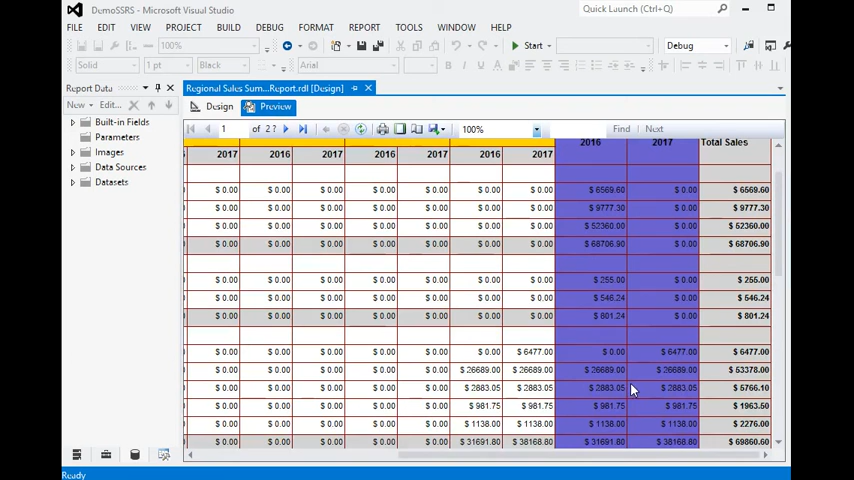 DemoSSRS - Microsoft Visual Studio
Quick Launch (Ctrl+Q)
FILE EDIT VIEW PROJECT BUILD DEBUG FORMAT REPORT TOOLS WINDOW HELP
100% Start Debug
Solid 1 pt Black Arial
Report Data
Regional Sales Sum...Report.rdl [Design]
New Edit...
Design Preview
Built-in Fields
Parameters
Images
Data Sources
Datasets
1 of 2 ? 100% Find Next
2016 2017 Total Sales
2017 2016 2017 2016 2017 2016 2017
$ 0.00 $ 0.00 $ 0.00 $ 0.00 $ 0.00 $ 0.00 $ 0.00 $ 6569.60 $ 0.00 $ 6569.60
$ 0.00 $ 0.00 $ 0.00 $ 0.00 $ 0.00 $ 0.00 $ 0.00 $ 9777.30 $ 0.00 $ 9777.30
$ 0.00 $ 0.00 $ 0.00 $ 0.00 $ 0.00 $ 0.00 $ 0.00 $ 52360.00 $ 0.00 $ 52360.00
$ 0.00 $ 0.00 $ 0.00 $ 0.00 $ 0.00 $ 0.00 $ 0.00 $ 68706.90 $ 0.00 $ 68706.90
$ 0.00 $ 0.00 $ 0.00 $ 0.00 $ 0.00 $ 0.00 $ 0.00 $ 255.00 $ 0.00 $ 255.00
$ 0.00 $ 0.00 $ 0.00 $ 0.00 $ 0.00 $ 0.00 $ 0.00 $ 546.24 $ 0.00 $ 546.24
$ 0.00 $ 0.00 $ 0.00 $ 0.00 $ 0.00 $ 0.00 $ 0.00 $ 801.24 $ 0.00 $ 801.24
$ 0.00 $ 0.00 $ 0.00 $ 0.00 $ 0.00 $ 0.00 $ 6477.00 $ 0.00 $ 6477.00 $ 6477.00
$ 0.00 $ 0.00 $ 0.00 $ 0.00 $ 0.00 $ 26689.00 $ 26689.00 $ 26689.00 $ 26689.00 $ 53378.00
$ 0.00 $ 0.00 $ 0.00 $ 0.00 $ 0.00 $ 2883.05 $ 2883.05 $ 2883.05 $ 2883.05 $ 5766.10
$ 0.00 $ 0.00 $ 0.00 $ 0.00 $ 0.00 $ 981.75 $ 981.75 $ 981.75 $ 981.75 $ 1963.50
$ 0.00 $ 0.00 $ 0.00 $ 0.00 $ 0.00 $ 1138.00 $ 1138.00 $ 1138.00 $ 1138.00 $ 2276.00
$ 0.00 $ 0.00 $ 0.00 $ 0.00 $ 0.00 $ 31691.80 $ 38168.80 $ 31691.80 $ 38168.80 $ 69860.60
Ready